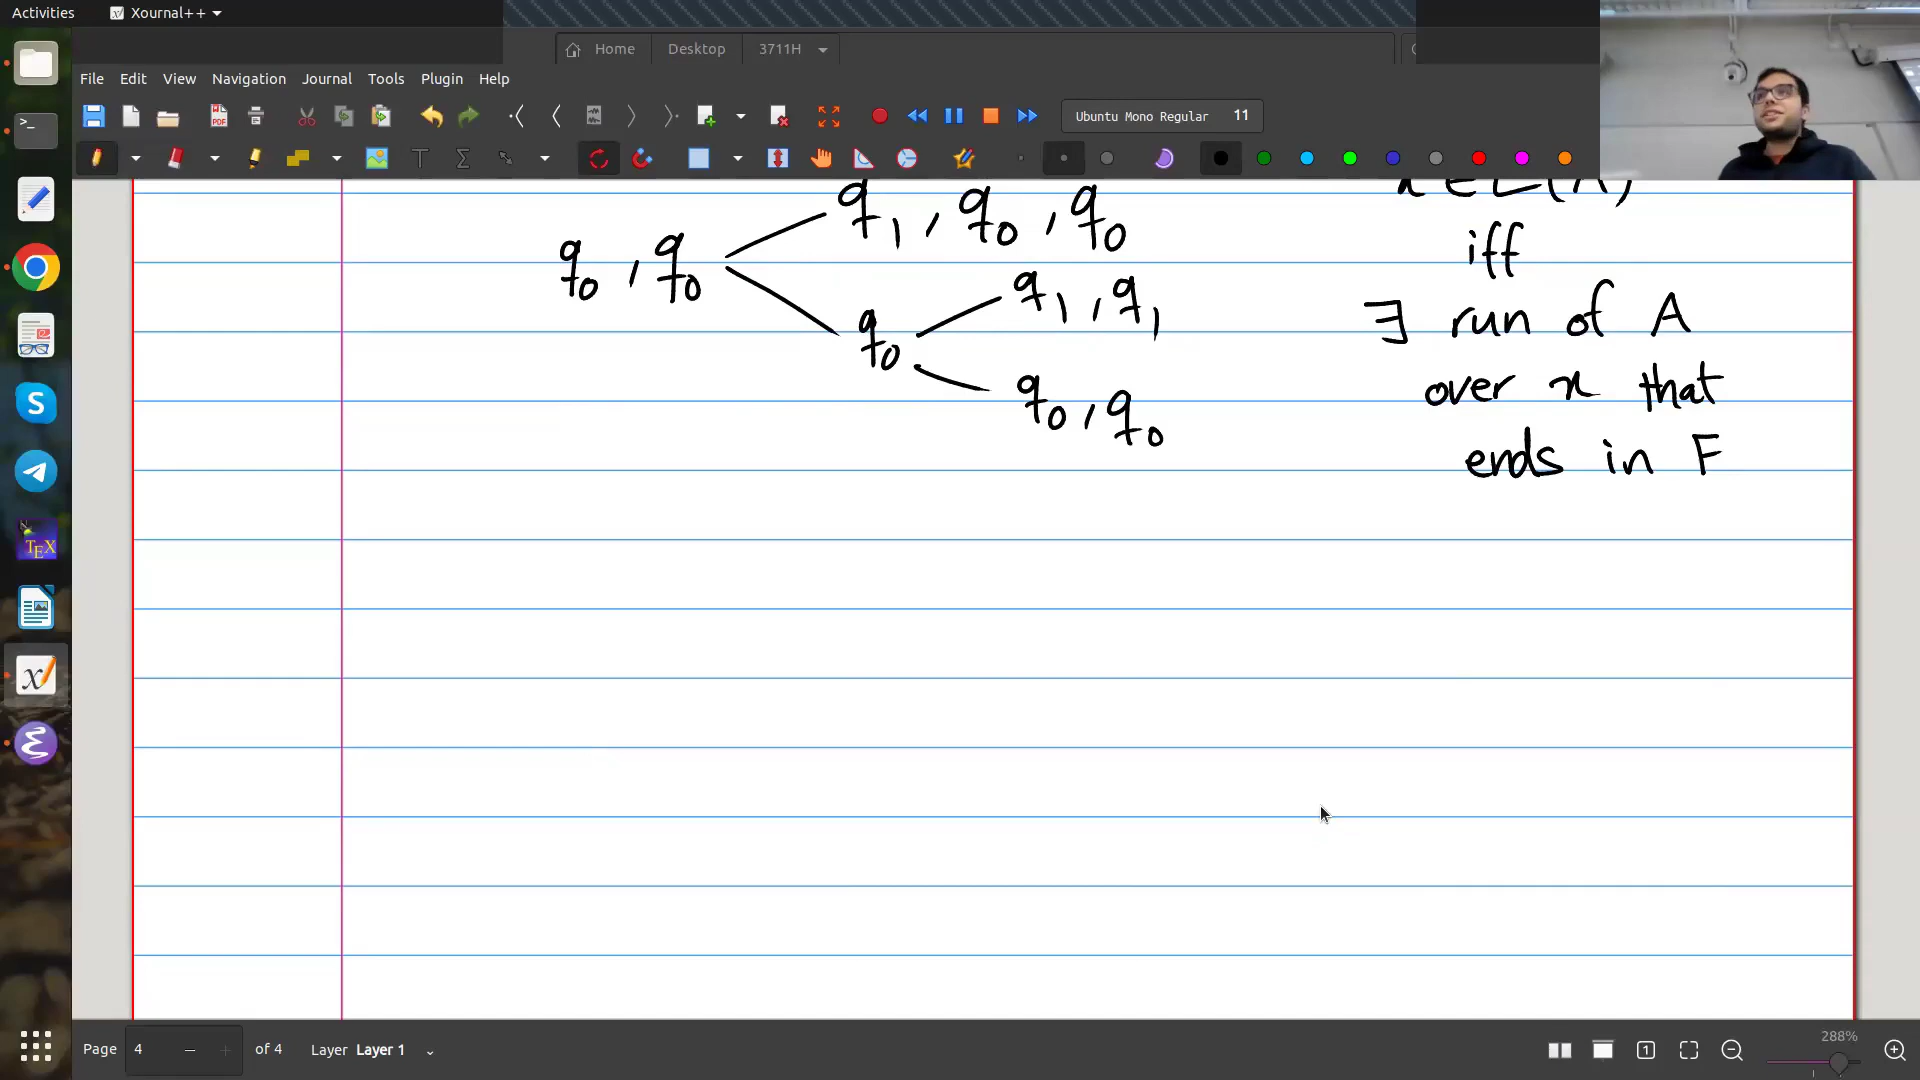 Activities
Xournal++
Home
Desktop
3711H
File Edit View Navigation Journal Tools Plugin Help
Ubuntu Mono Regular 11
q₁, q₀, q₀
q₀, q₀
q₁, q₁
q₀
q₀, q₀
x ∈ L(A)
iff
∃ run of A
over x that
ends in F
Page 4 of 4 Layer Layer 1
288%